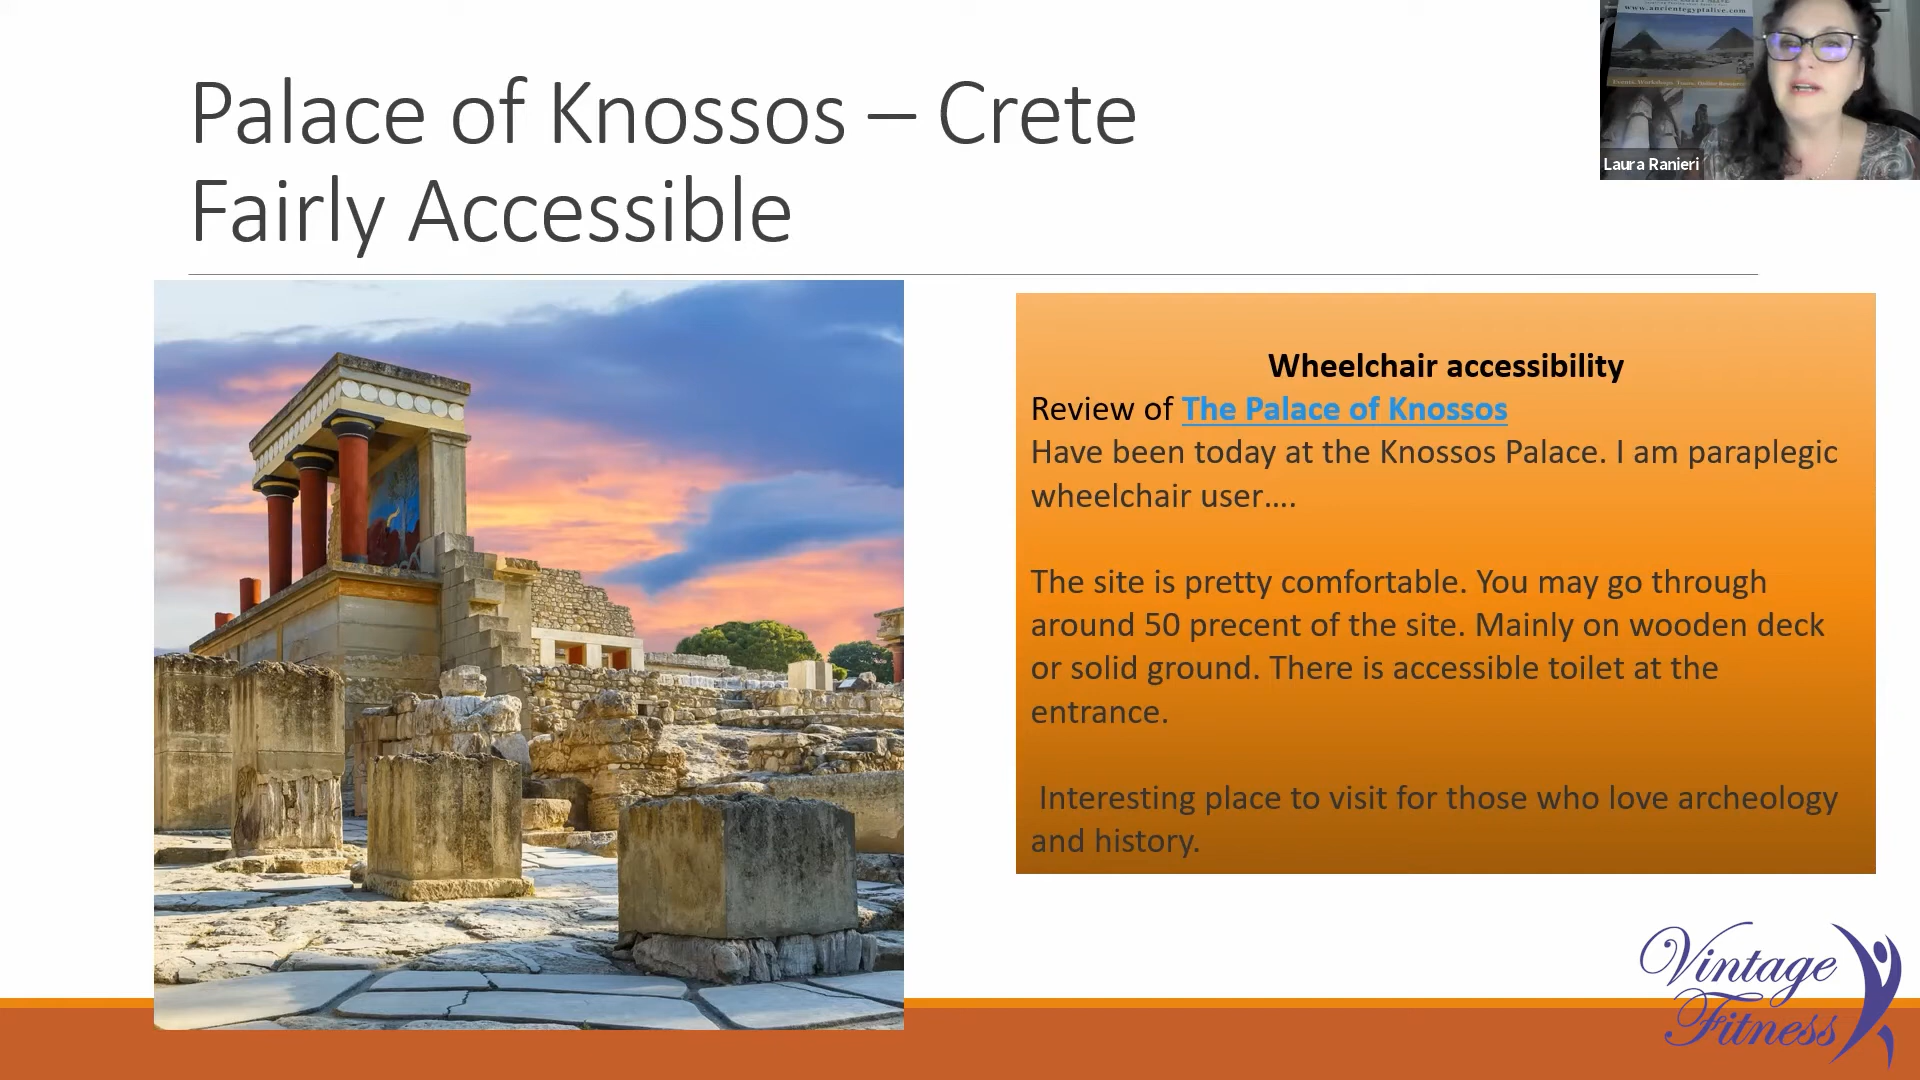 www.ancientegyptalive.com
Palace of Knossos – Crete
Fairly Accessible
Laura Ranieri
Wheelchair accessibility
Review of The Palace of Knossos
Have been today at the Knossos Palace. I am paraplegic
wheelchair user....
The site is pretty comfortable. You may go through
around 50 precent of the site. Mainly on wooden deck
or solid ground. There is accessible toilet at the
entrance.
Interesting place to visit for those who love archeology
and history.
Vintage
Fitness